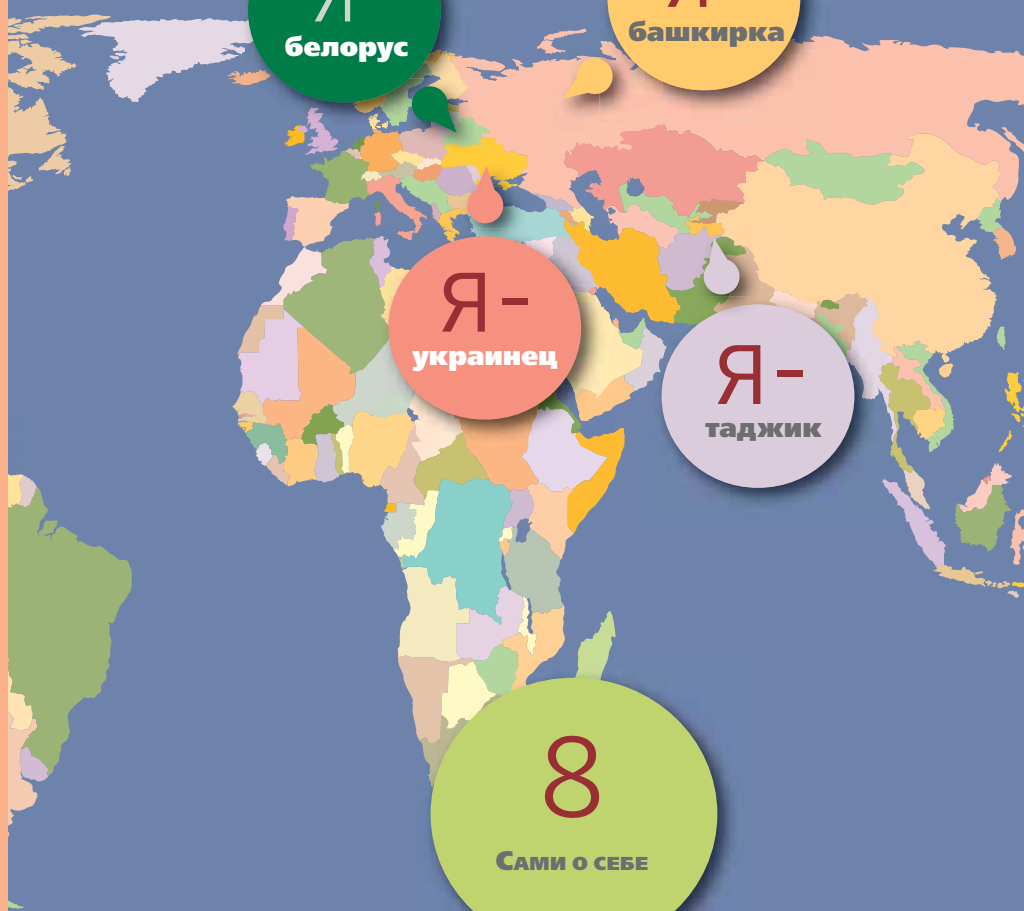 Я
белорус
Я-
башкирка
Я-
украинец
Я-
таджик
8
Сами о себе